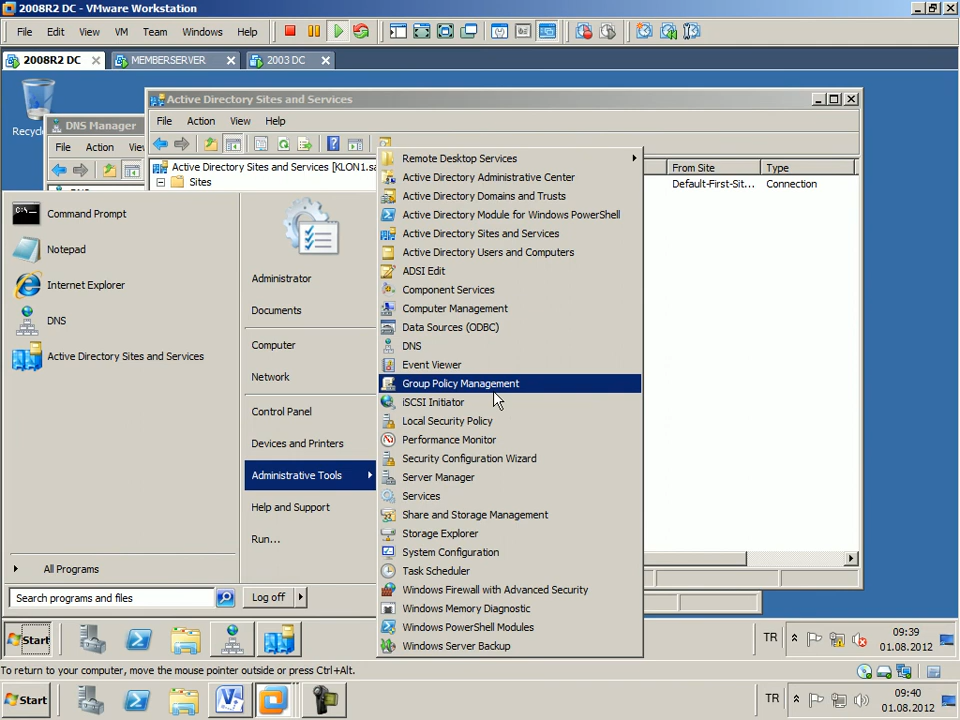 2008R2 DC - VMware Workstation
File Edit View VM Team Windows Help
2008R2 DC MEMBERSERVER 2003 DC
Active Directory Sites and Services
File Action View Help
DNS Manager
File Action
Active Directory Sites and Services [KLON1.sa
Sites
From Site Type
Default-First-Sit... Connection
Command Prompt
Notepad
Internet Explorer
DNS
Active Directory Sites and Services
All Programs
Search programs and files
Administrator
Documents
Computer
Network
Control Panel
Devices and Printers
Administrative Tools
Help and Support
Run...
Log off
Remote Desktop Services
Active Directory Administrative Center
Active Directory Domains and Trusts
Active Directory Module for Windows PowerShell
Active Directory Sites and Services
Active Directory Users and Computers
ADSI Edit
Component Services
Computer Management
Data Sources (ODBC)
DNS
Event Viewer
Group Policy Management
iSCSI Initiator
Local Security Policy
Performance Monitor
Security Configuration Wizard
Server Manager
Services
Share and Storage Management
Storage Explorer
System Configuration
Task Scheduler
Windows Firewall with Advanced Security
Windows Memory Diagnostic
Windows PowerShell Modules
Windows Server Backup
Start
TR
09:39
01.08.2012
To return to your computer, move the mouse pointer outside or press Ctrl+Alt.
Start
TR
09:40
01.08.2012